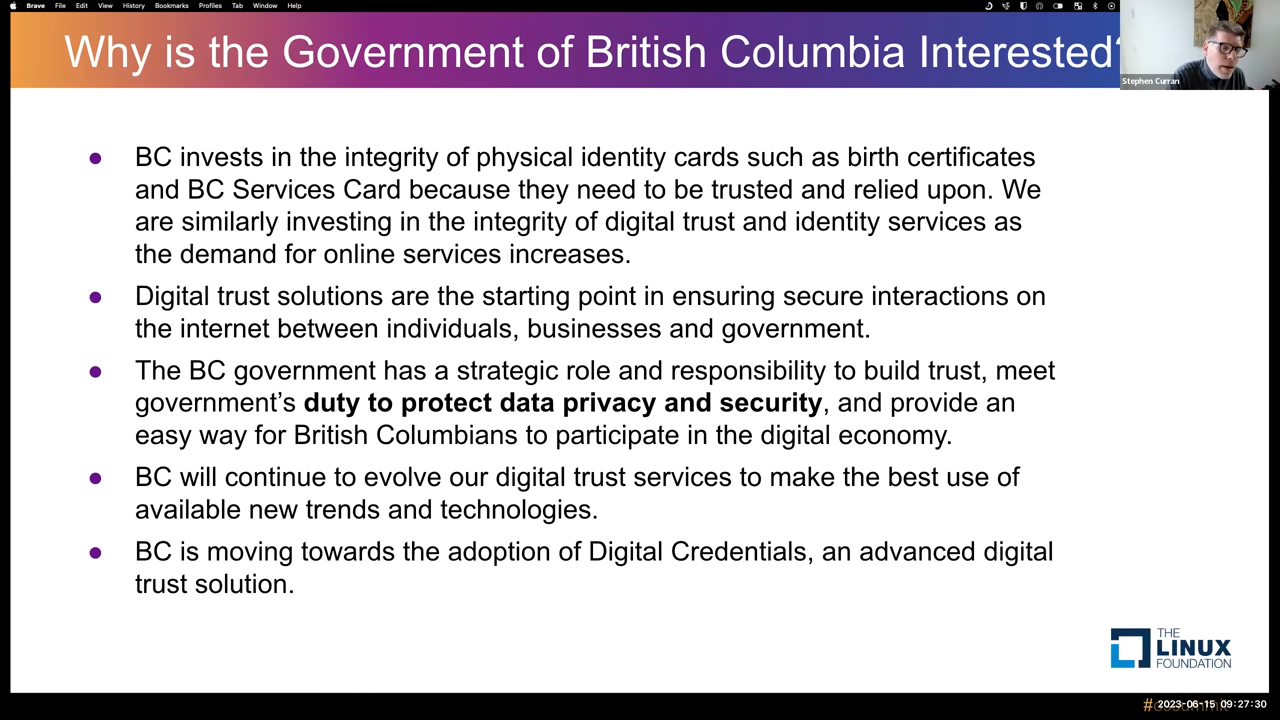 Brave File Edit View History Bookmarks Profiles Tab Window Help
Why is the Government of British Columbia Interested?
Stephen Curran
● BC invests in the integrity of physical identity cards such as birth certificates
and BC Services Card because they need to be trusted and relied upon. We
are similarly investing in the integrity of digital trust and identity services as
the demand for online services increases.
● Digital trust solutions are the starting point in ensuring secure interactions on
the internet between individuals, businesses and government.
● The BC government has a strategic role and responsibility to build trust, meet
government’s duty to protect data privacy and security, and provide an
easy way for British Columbians to participate in the digital economy.
● BC will continue to evolve our digital trust services to make the best use of
available new trends and technologies.
● BC is moving towards the adoption of Digital Credentials, an advanced digital
trust solution.
THE
LINUX
FOUNDATION
2023-06-15 09:27:30